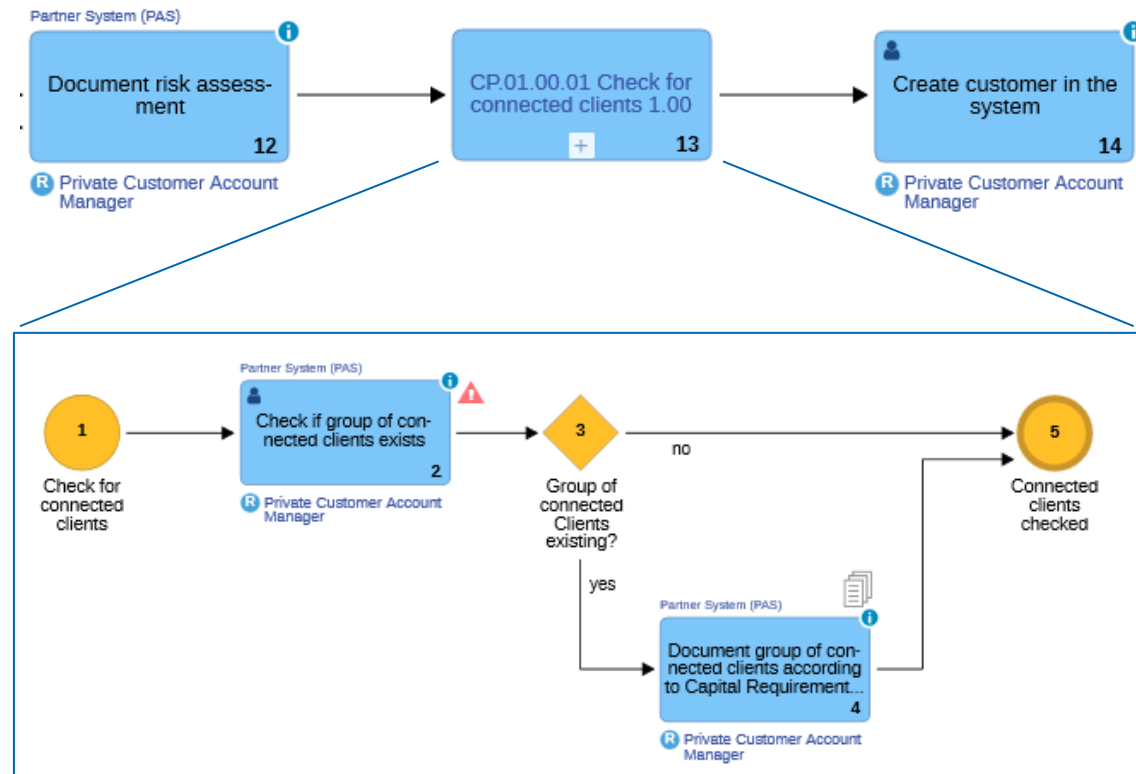 Partner System (PAS)
i
i
Document risk assess-
ment
12
CP.01.00.01 Check for
connected clients 1.00
+
13
Create customer in the
system
14
R Private Customer Account
Manager
R Private Customer Account
Manager
Partner System (PAS)
i
!
1
Check if group of con-
nected clients exists
2
3
no
5
Check for
connected
clients
R Private Customer Account
Manager
Group of
connected
Clients
existing?
Connected
clients
checked
yes
Partner System (PAS)
i
Document group of con-
nected clients according
to Capital Requirement...
4
R Private Customer Account
Manager